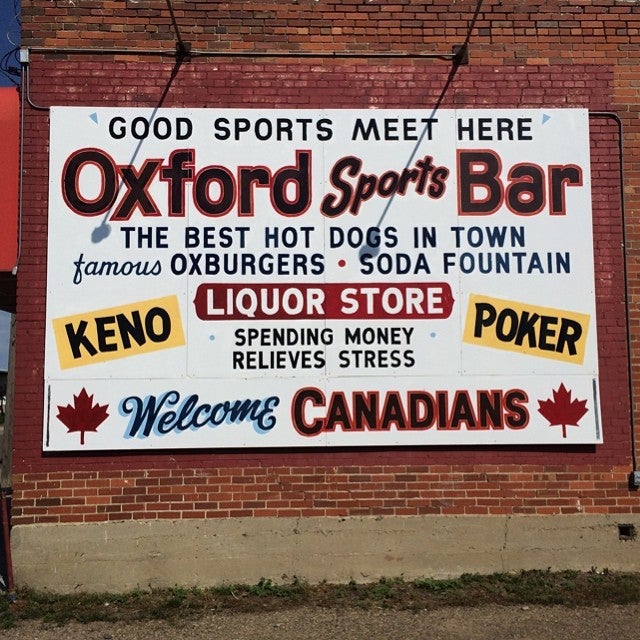 GOOD SPORTS MEET HERE
Oxford Sports Bar
THE BEST HOT DOGS IN TOWN
famous OXBURGERS • SODA FOUNTAIN
LIQUOR STORE
KENO
SPENDING MONEY
RELIEVES STRESS
POKER
Welcome CANADIANS